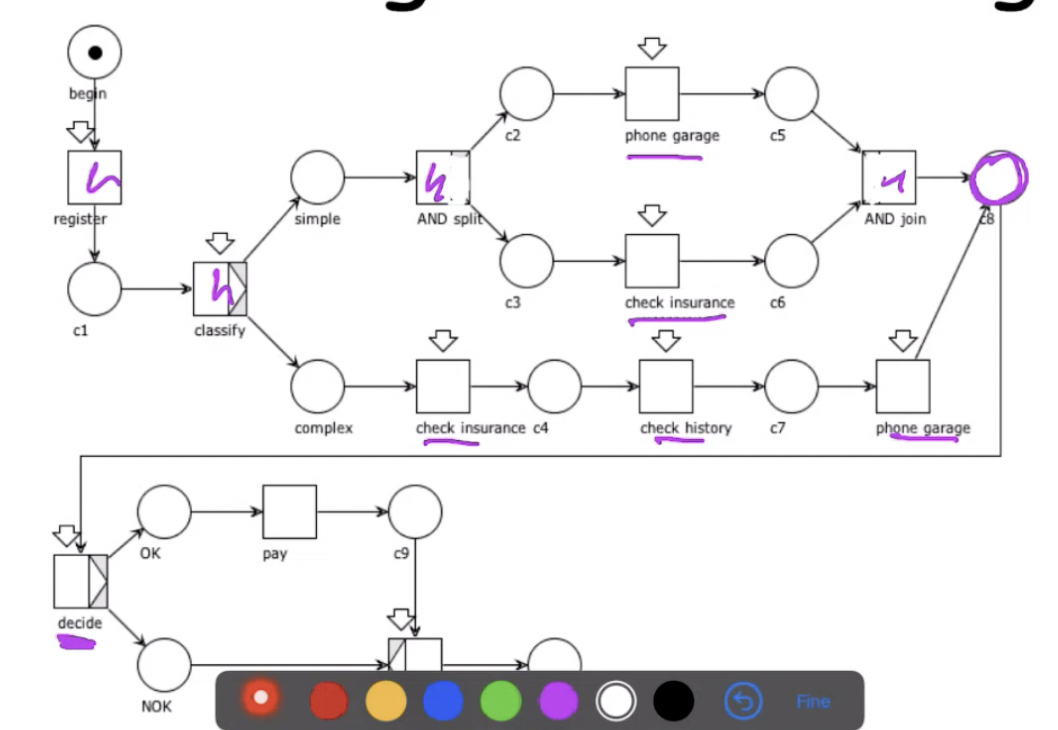 begin
c2
phone garage
c5
register
simple
AND split
AND join
c8
c1
classify
c3
check insurance
c6
complex
check insurance
c4
check history
c7
phone garage
OK
pay
c9
decide
NOK
Fine